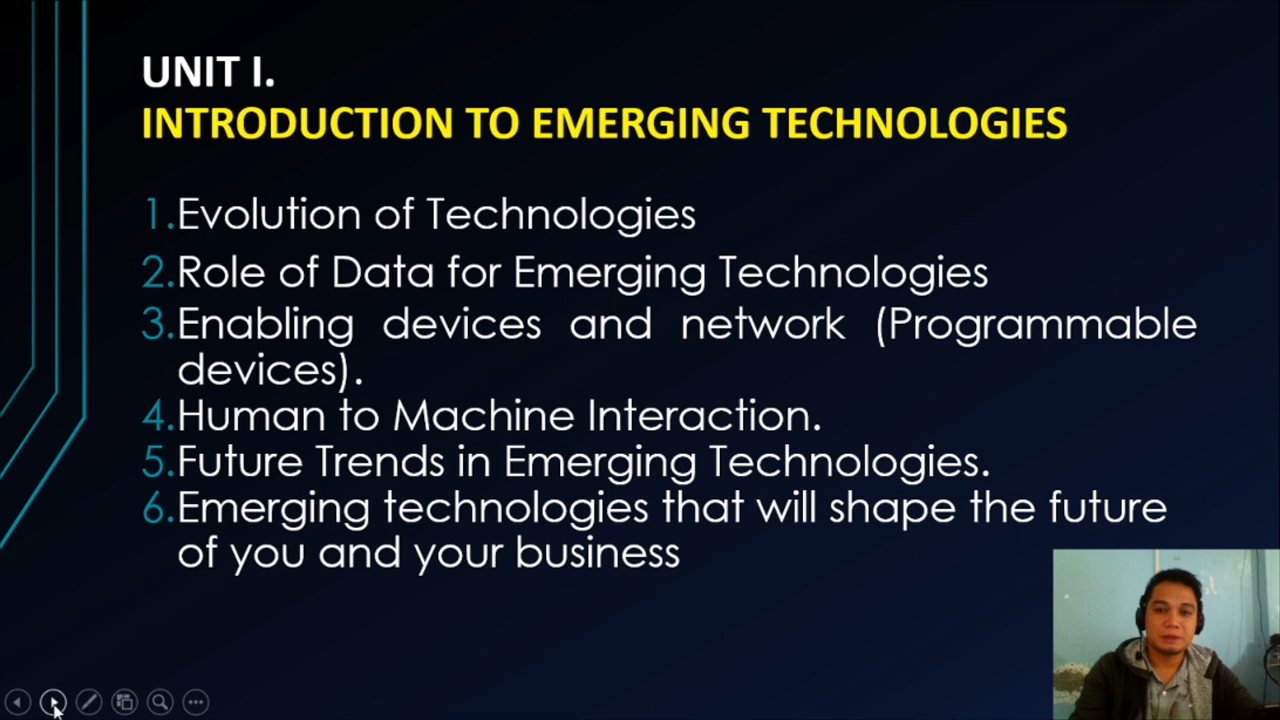 UNIT I.
INTRODUCTION TO EMERGING TECHNOLOGIES
1.Evolution of Technologies
2.Role of Data for Emerging Technologies
3.Enabling devices and network (Programmable
devices).
4.Human to Machine Interaction.
5.Future Trends in Emerging Technologies.
6.Emerging technologies that will shape the future
of you and your business